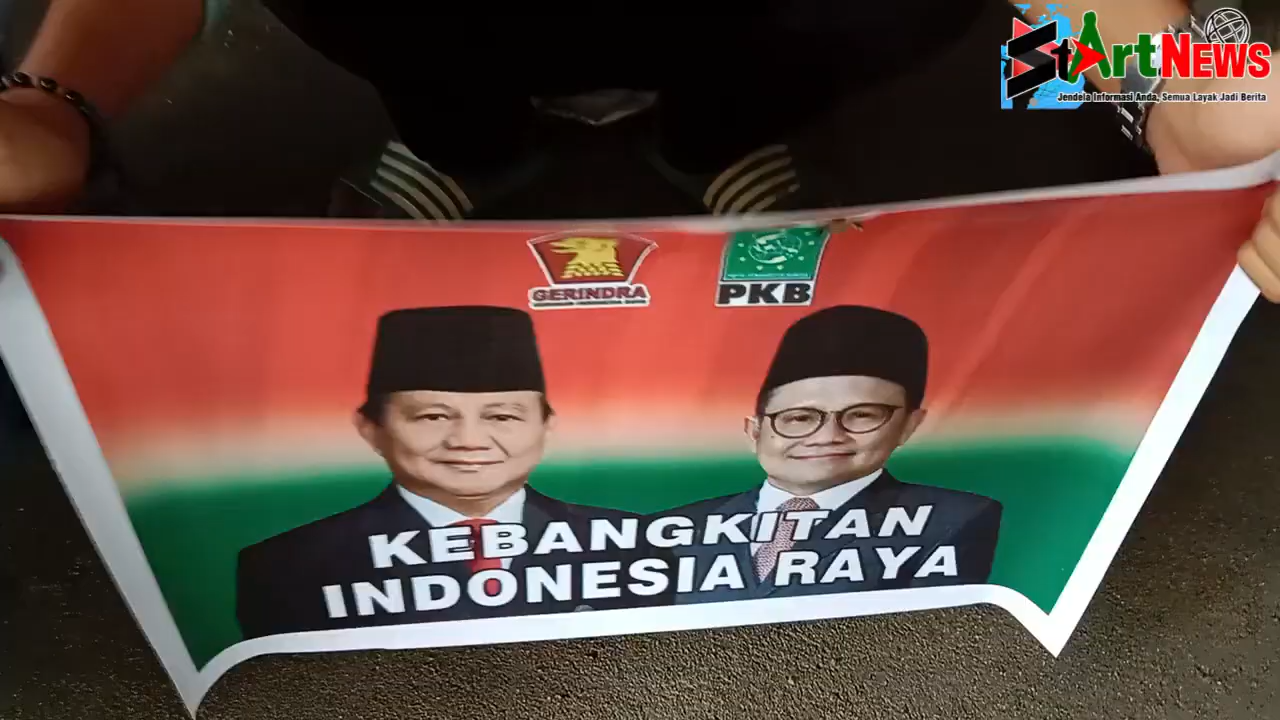 StArtNEWS
Jendela Informasi Anda, Semua Layak Jadi Berita
GERINDRA
PKB
KEBANGKITAN
INDONESIA RAYA